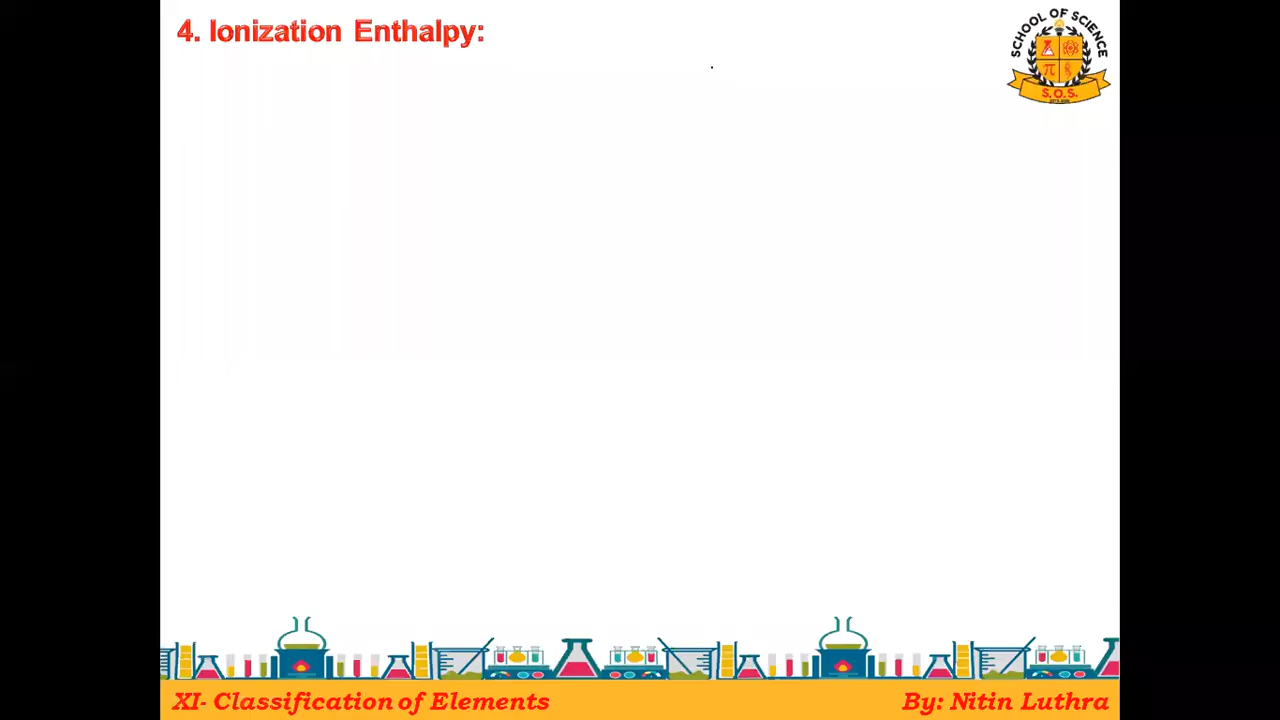 4. Ionization Enthalpy:
SCHOOL OF SCIENCE
π
S.O.S.
XI- Classification of Elements
By: Nitin Luthra